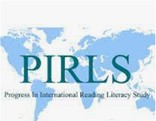 PIRLS
Progress In International Reading Literacy Study